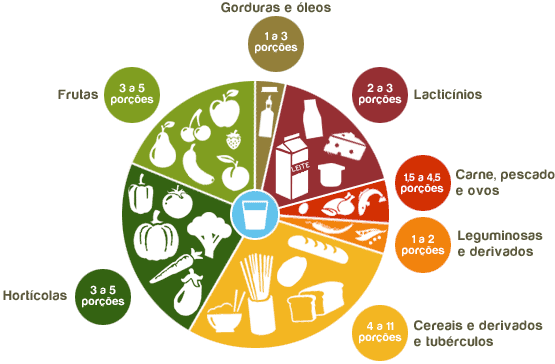 Gorduras e óleos
1 a 3
porções
Frutas
3 a 5
porções
2 a 3
porções
Lacticínios
LEITE
1,5 a 4,5
porções
Carne, pescado
e ovos
1 a 2
porções
Leguminosas
e derivados
Hortícolas
3 a 5
porções
4 a 11
porções
Cereais e derivados
e tubérculos